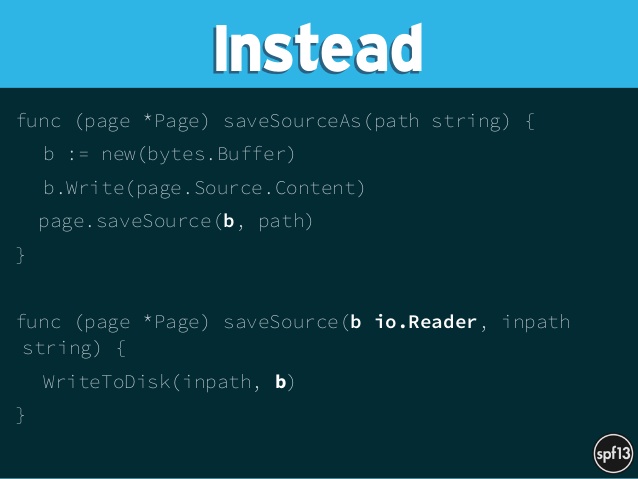 Instead
func (page *Page) saveSourceAs(path string) {
b := new(bytes.Buffer)
b.Write(page.Source.Content)
page.saveSource(b, path)
}
func (page *Page) saveSource(b io.Reader, inpath
string) {
WriteToDisk(inpath, b)
}
spf13